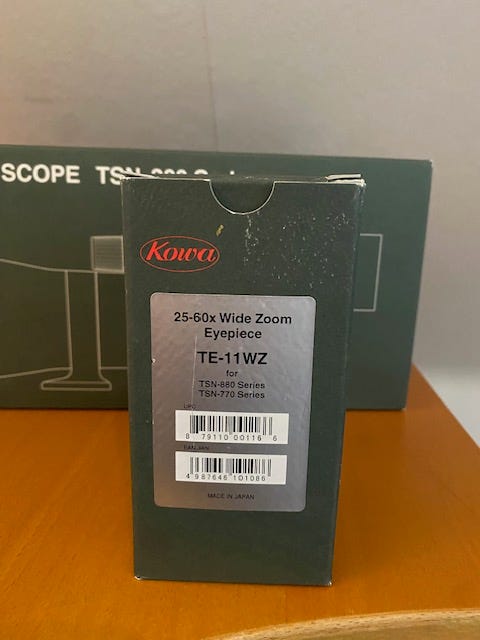 SCOPE TSN-
Kowa
25-60x Wide Zoom
Eyepiece
TE-11WZ
for
TSN-880 Series
TSN-770 Series
UPC
8 79110 00116 6
EAN,JAN
4 987646 101086
MADE IN JAPAN